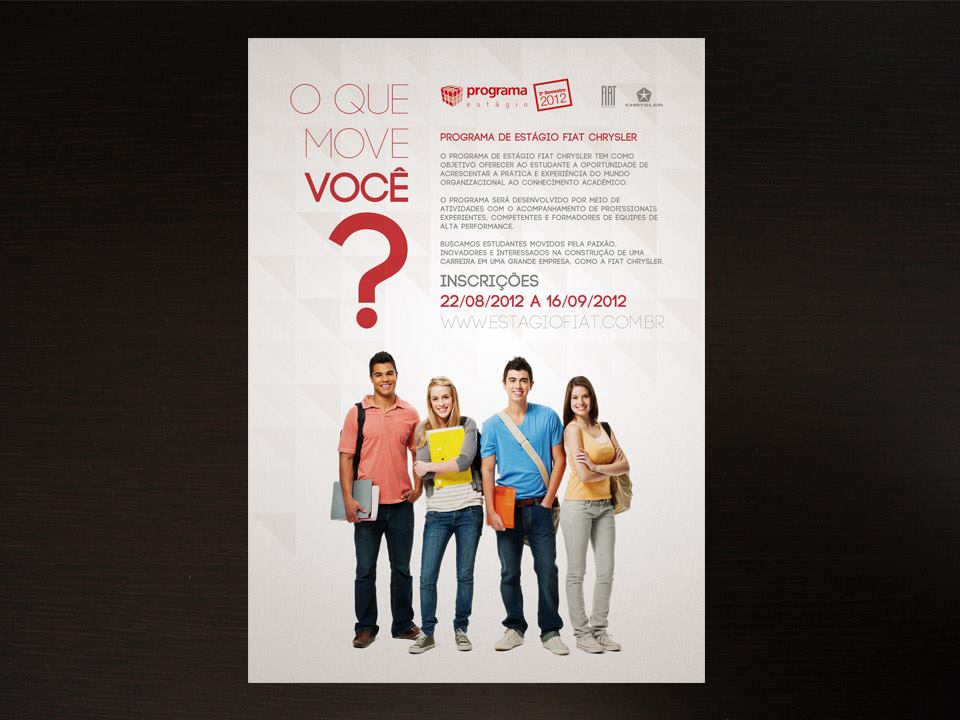 O QUE
MOVE
VOCÊ
?
programa
estágio
2º Semestre
2012
FIAT
CHRYSLER
PROGRAMA DE ESTÁGIO FIAT CHRYSLER
O PROGRAMA DE ESTÁGIO FIAT CHRYSLER TEM COMO
OBJETIVO OFERECER AO ESTUDANTE A OPORTUNIDADE DE
ACRESCENTAR A PRÁTICA E EXPERIÊNCIA DO MUNDO
ORGANIZACIONAL AO CONHECIMENTO ACADÊMICO.
O PROGRAMA SERÁ DESENVOLVIDO POR MEIO DE
ATIVIDADES COM O ACOMPANHAMENTO DE PROFISSIONAIS
EXPERIENTES, COMPETENTES E FORMADORES DE EQUIPES DE
ALTA PERFORMANCE.
BUSCAMOS ESTUDANTES MOVIDOS PELA PAIXÃO,
INOVADORES E INTERESSADOS NA CONSTRUÇÃO DE UMA
CARREIRA EM UMA GRANDE EMPRESA, COMO A FIAT CHRYSLER.
INSCRIÇÕES
22/08/2012 A 16/09/2012
WWW.ESTAGIOFIAT.COM.BR